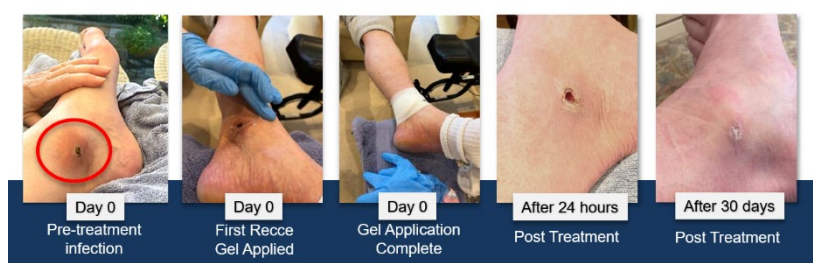 Day 0
Pre-treatment
infection
Day 0
First Recce
Gel Applied
Day 0
Gel Application
Complete
After 24 hours
Post Treatment
After 30 days
Post Treatment